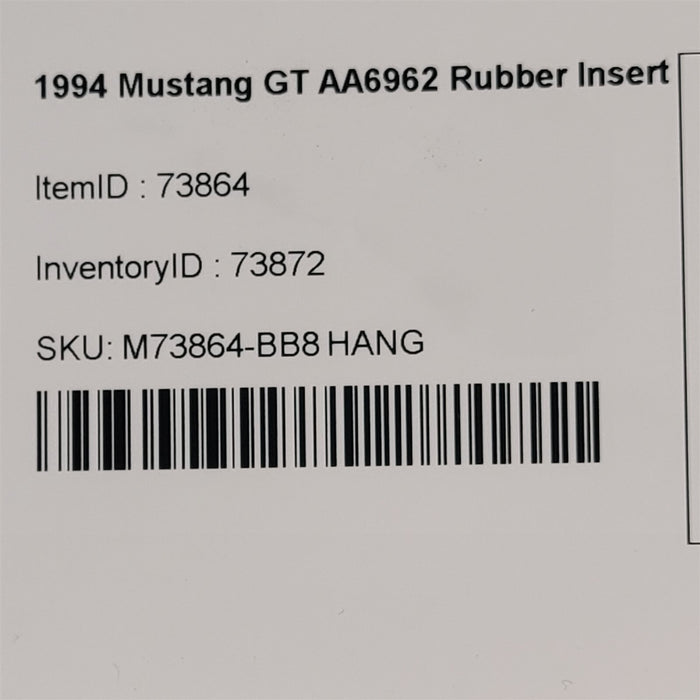 1994 Mustang GT AA6962 Rubber Insert
ItemID : 73864
InventoryID : 73872
SKU: M73864-BB8 HANG